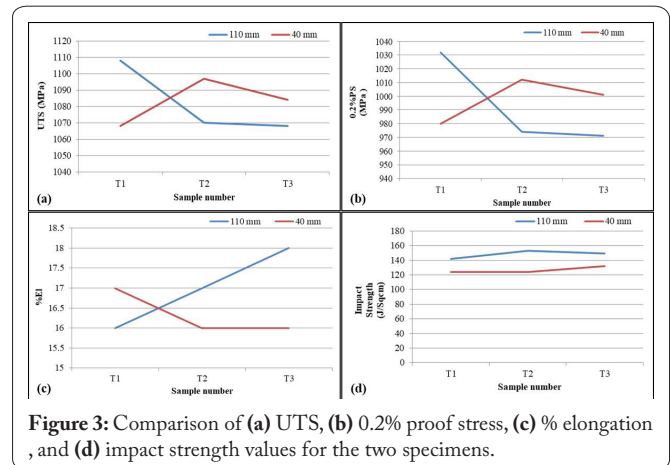 110 mm 40 mm
1120
1110
1100
1090
1080
1070
1060
1050
1040
UTS (MPa)
T1 T2 T3
Sample number
(a)
110 mm 40 mm
1040
1030
1020
1010
1000
990
980
970
960
950
940
0.2%PS
(MPa )
T1 T2 T3
Sample number
(b)
110 mm 40 mm
18.5
18
17.5
17
16.5
16
15.5
15
%El
T1 T2 T3
Sample number
(c)
110 mm 40 mm
180
160
140
120
100
80
60
40
20
0
Impact
Strength
(J/Sqcm)
T1 T2 T3
Sample number
(d)
Figure 3: Comparison of (a) UTS, (b) 0.2% proof stress, (c) % elongation
, and (d) impact strength values for the two specimens.